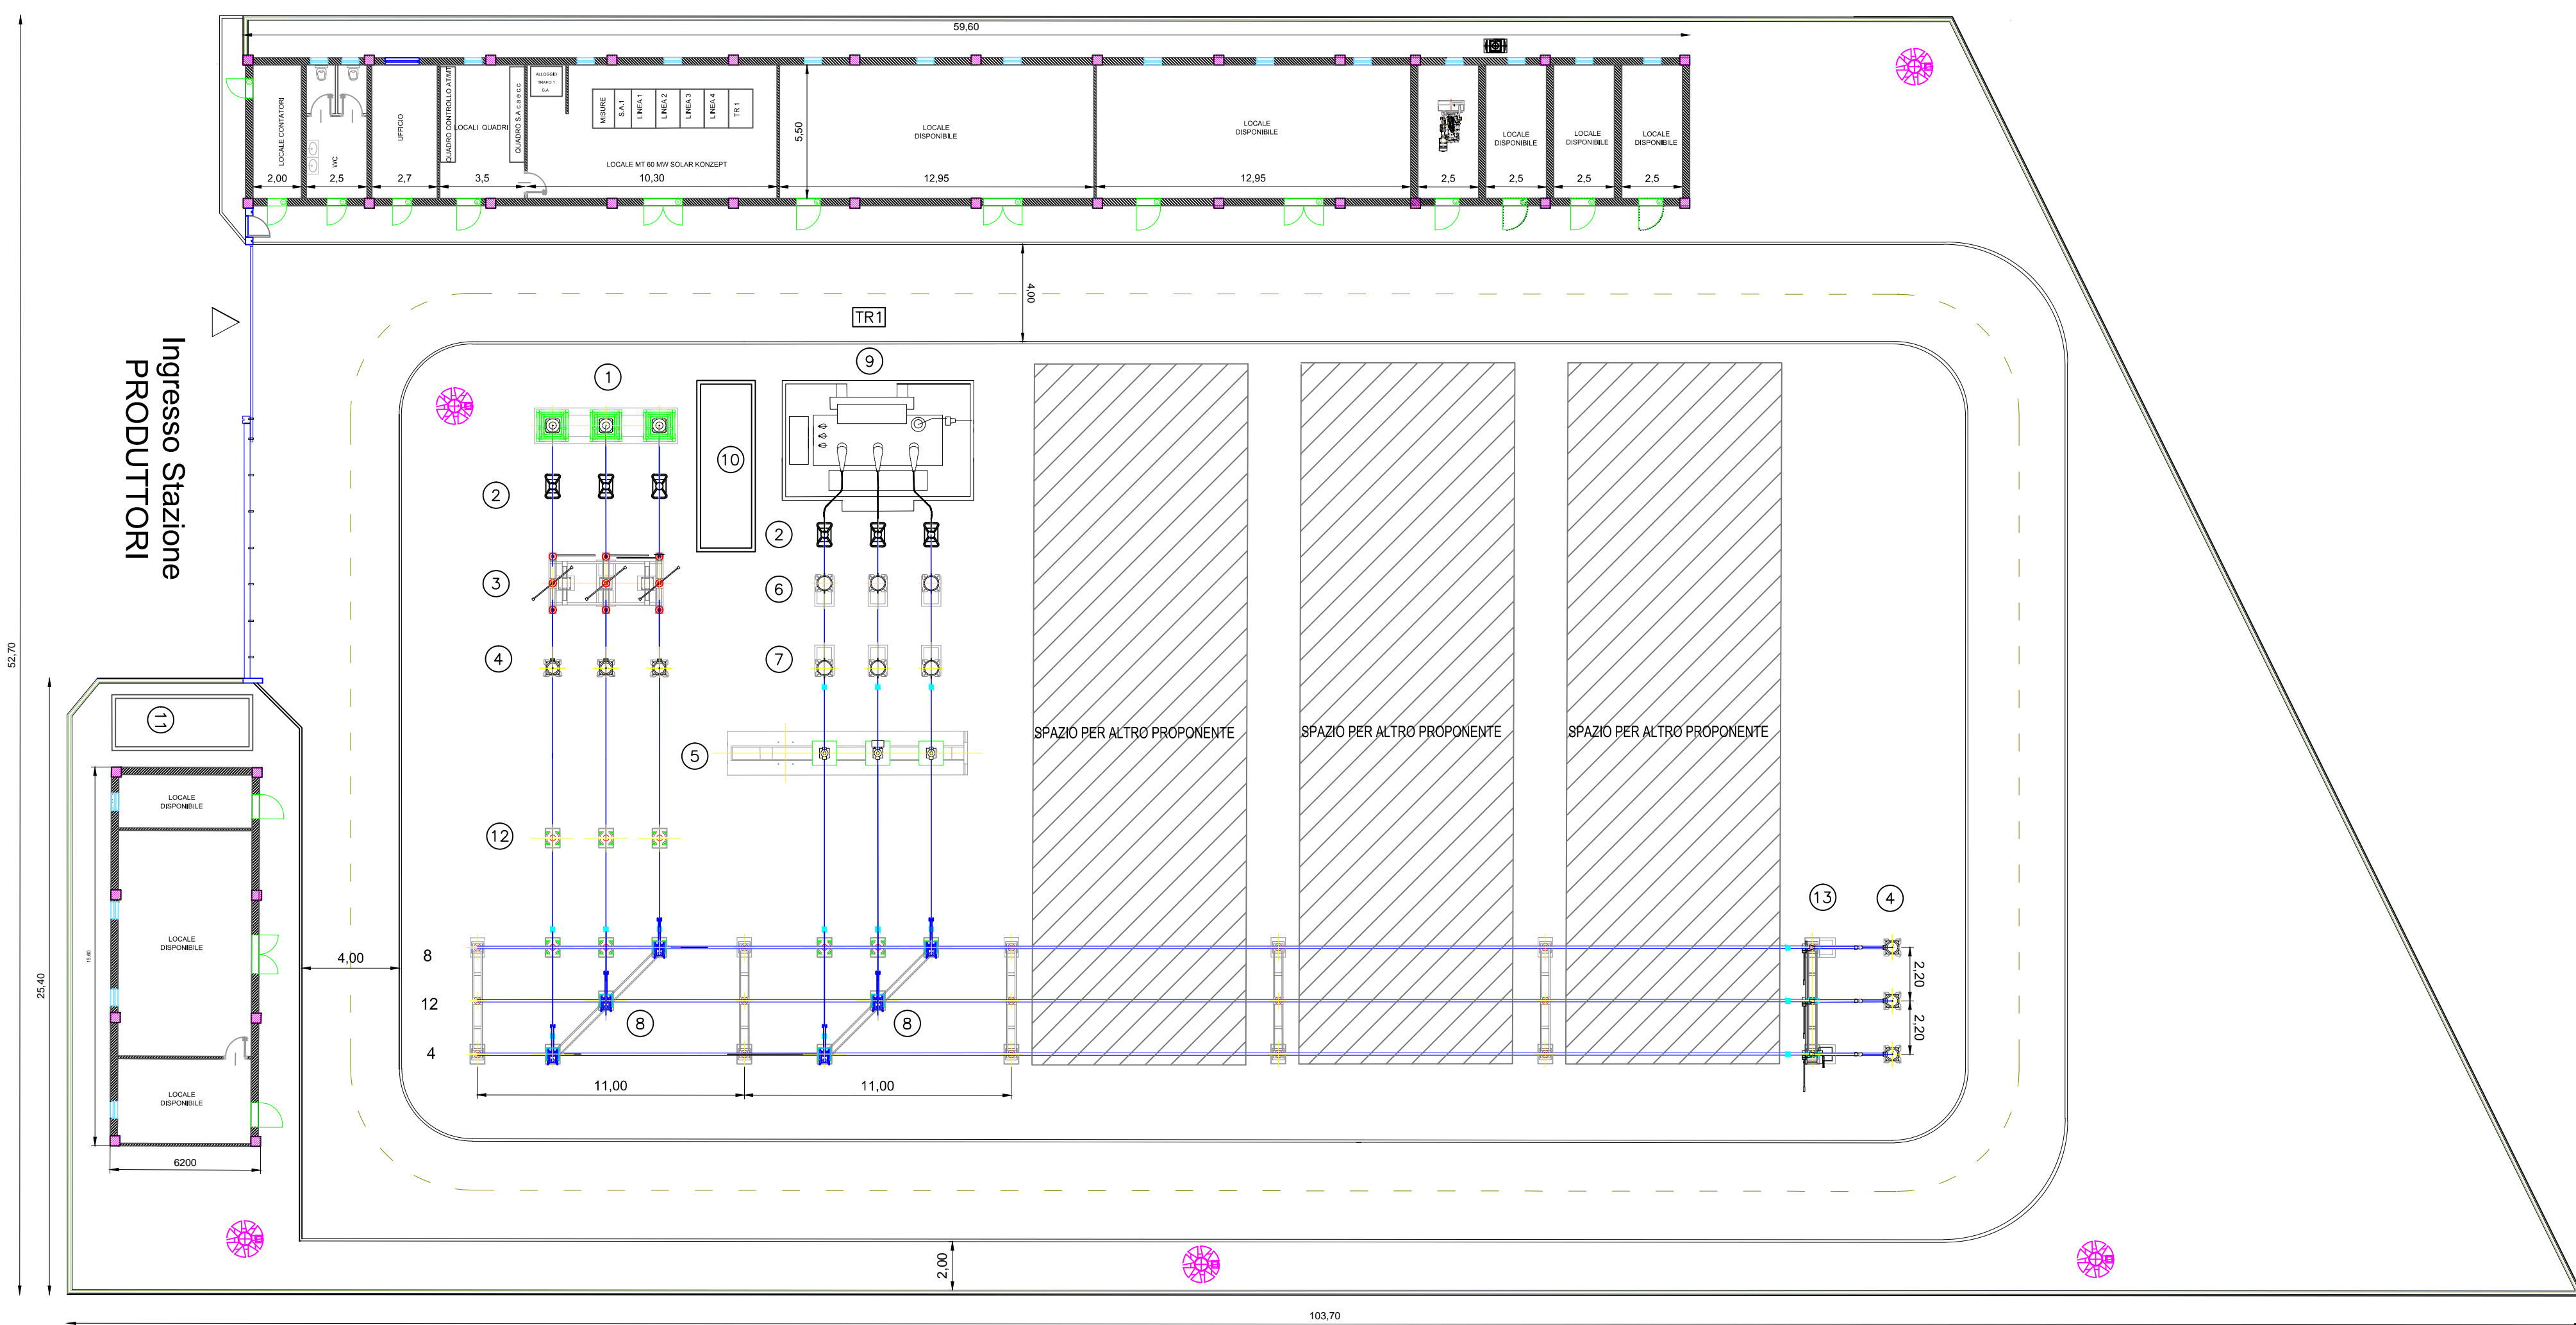 59,60
LOCALE CONTATORI
WC
UFFICIO
QUADRO CONTROLLO AT/MT
LOCALI QUADRI
QUADRO S.A c.a e c.c
ALLOGGIO
TRAFO 1
S.A
MISURE
S.A.1
LINEA 1
LINEA 2
LINEA 3
LINEA 4
TR 1
LOCALE MT 60 MW SOLAR KONZEPT
5,50
LOCALE
DISPONIBILE
LOCALE
DISPONIBILE
LOCALE
DISPONIBILE
LOCALE
DISPONIBILE
LOCALE
DISPONIBILE
2,00
2,5
2,7
3,5
10,30
12,95
12,95
2,5
2,5
2,5
2,5
4,00
TR1
Ingresso Stazione
PRODUTTORI
1
9
10
2
2
3
6
4
7
5
12
SPAZIO PER ALTRO PROPONENTE
SPAZIO PER ALTRO PROPONENTE
SPAZIO PER ALTRO PROPONENTE
13
4
8
12
4
8
8
2,20
2,20
11,00
11,00
52,70
25,40
11
LOCALE
DISPONIBILE
LOCALE
DISPONIBILE
LOCALE
DISPONIBILE
15,60
6200
4,00
2,00
103,70